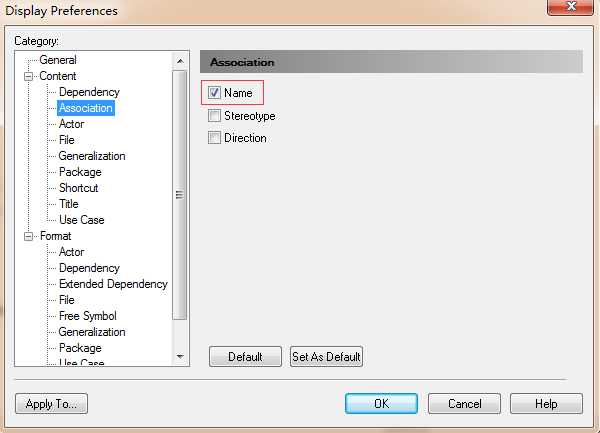 Display Preferences
Category:
General
Content
Dependency
Association
Actor
File
Generalization
Package
Shortcut
Title
Use Case
Format
Actor
Dependency
Extended Dependency
File
Free Symbol
Generalization
Package
Use Case
Association
Name
Stereotype
Direction
Default
Set As Default
Apply To...
OK
Cancel
Help